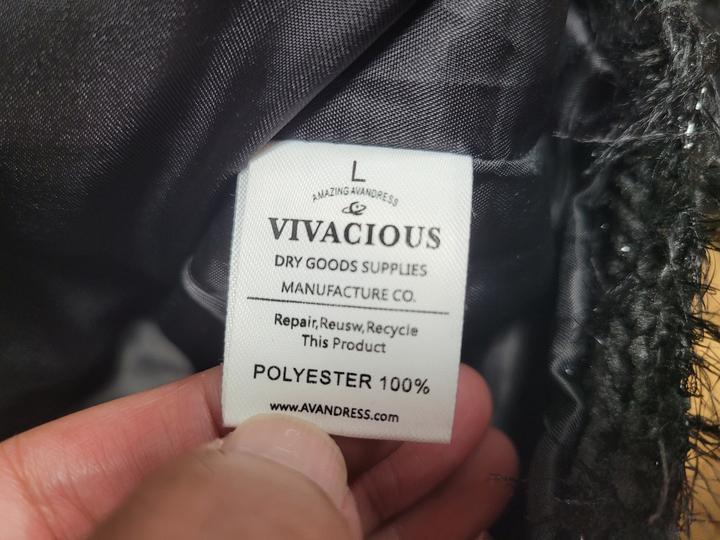 L
AMAZING AVANDRESS
VIVACIOUS
DRY GOODS SUPPLIES
MANUFACTURE CO.
Repair,Reusw,Recycle
This Product
POLYESTER 100%
www.AVANDRESS.com